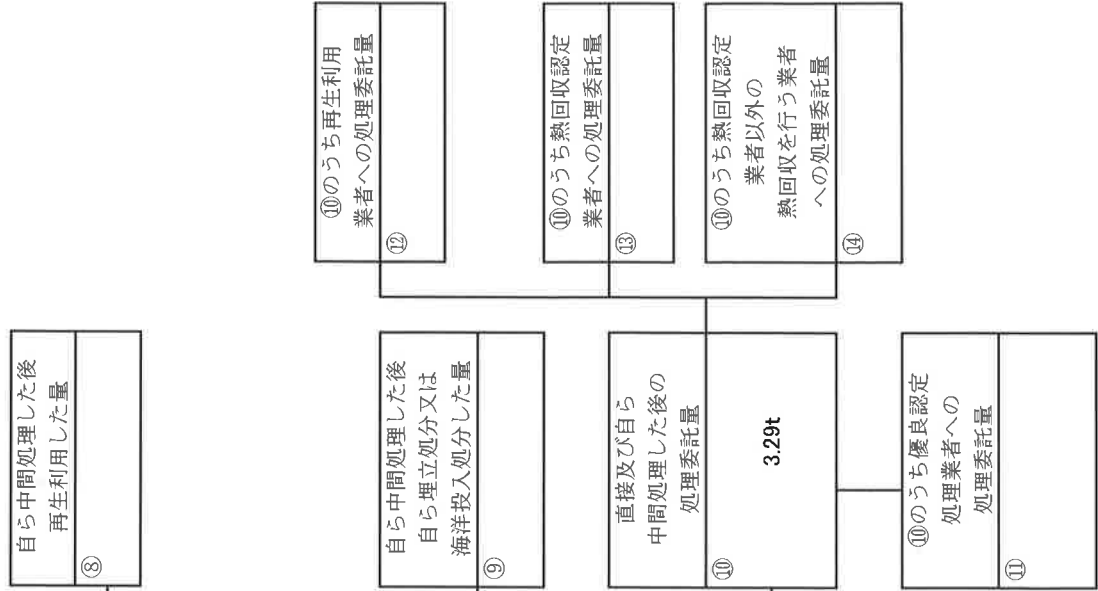 自ら中間処理した後
再生利用した量
⑧
自ら中間処理した後
自ら埋立処分又は
海洋投入処分した量
⑨
直接及び自ら
中間処理した後の
処理委託量
⑩
3.29t
⑩のうち優良認定
処理業者への
処理委託量
⑪
⑩のうち再生利用
業者への処理委託量
⑫
⑩のうち熱回収認定
業者への処理委託量
⑬
⑩のうち熱回収認定
業者以外の
熱回収を行う業者
への処理委託量
⑭